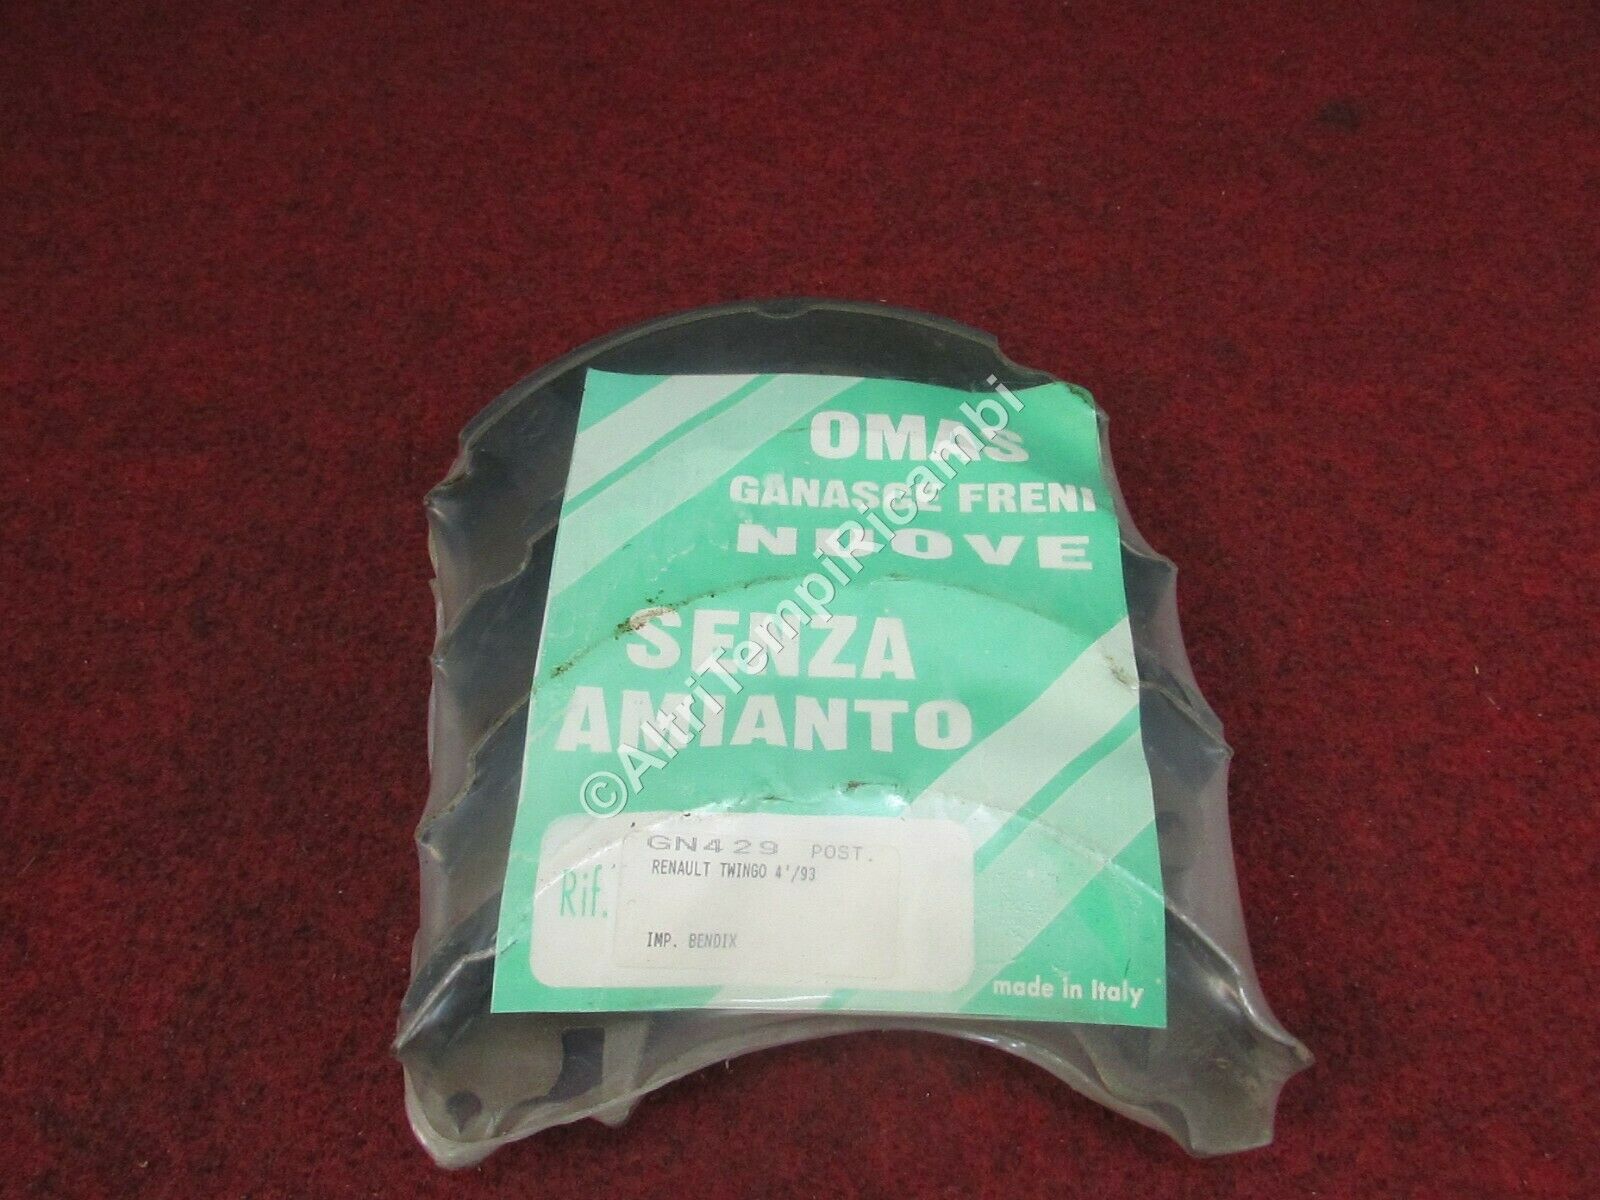 OMAS
GANASCE FRENI
NUOVE
SENZA
AMIANTO
©AltriTempiRicambi
GN429 POST.
RENAULT TWINGO 4'/93
Rif.
IMP. BENDIX
made in Italy